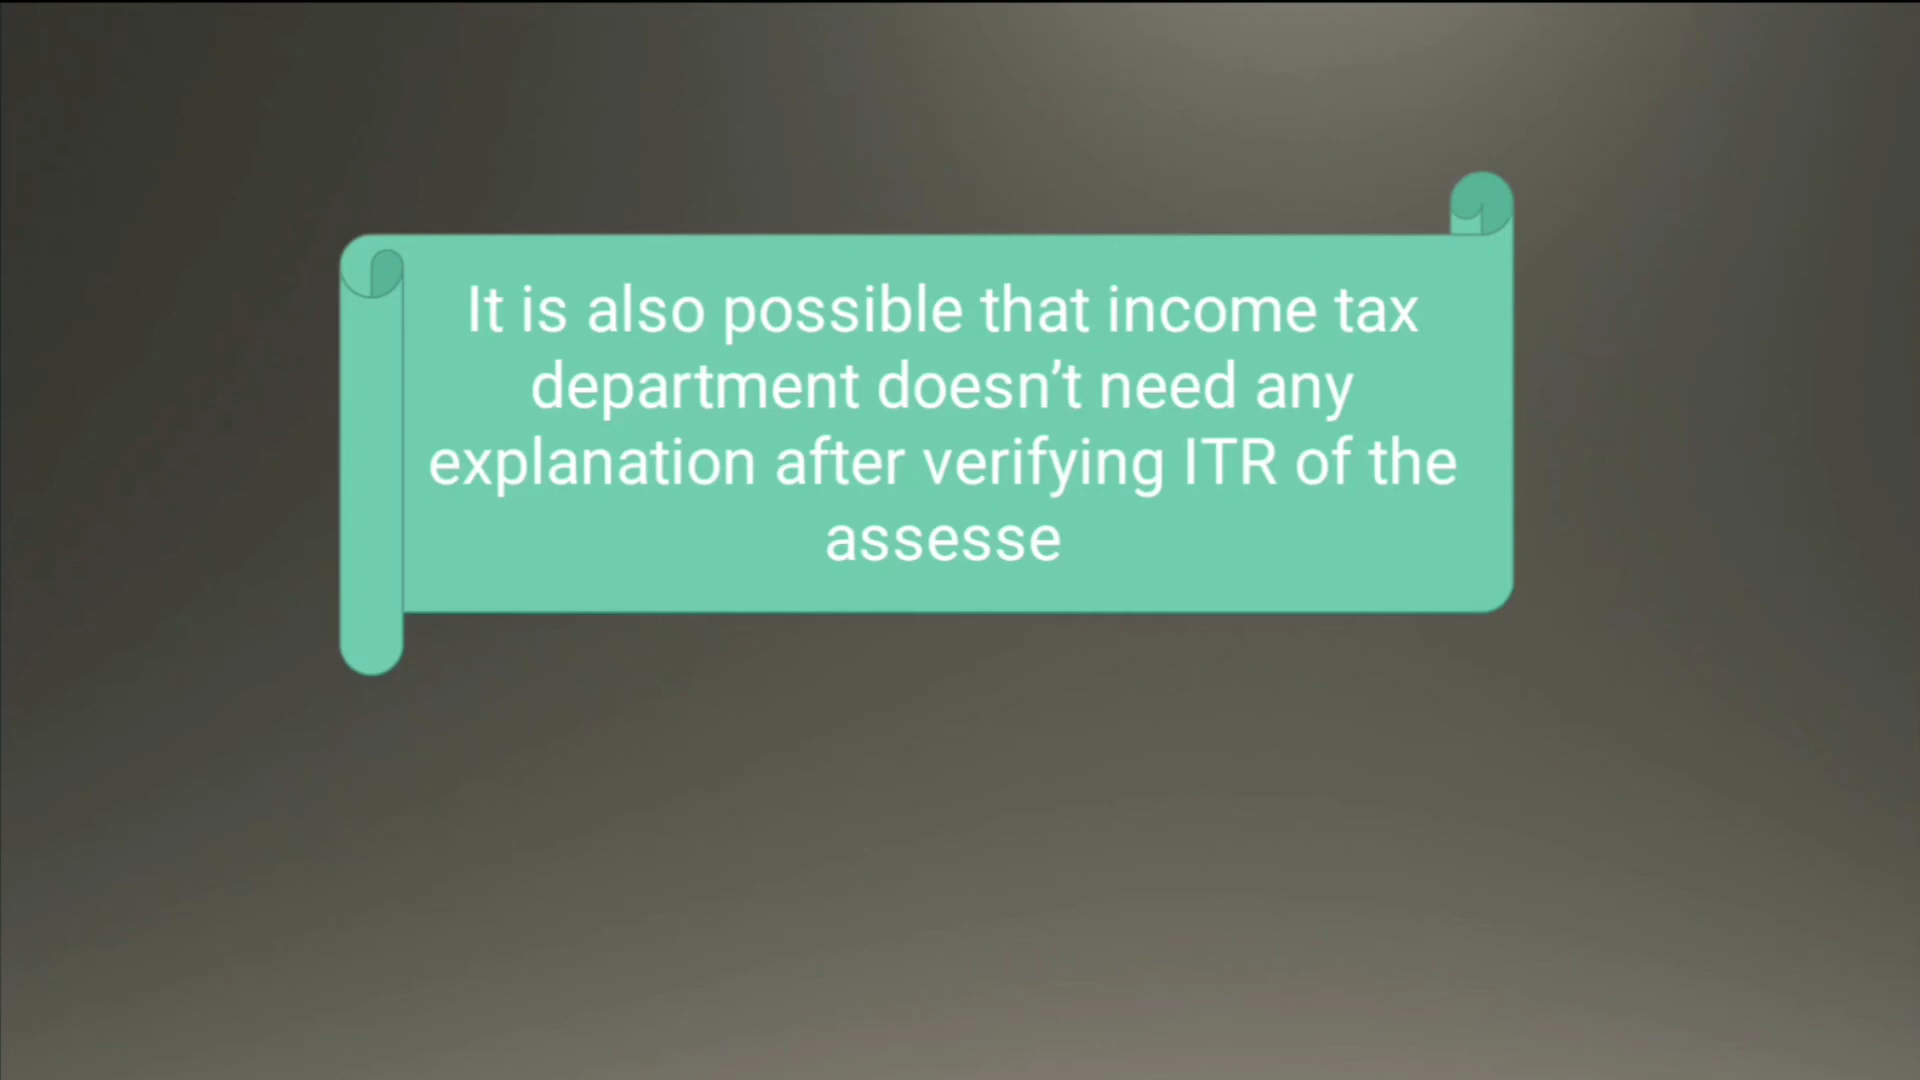 It is also possible that income tax
department doesn’t need any
explanation after verifying ITR of the
assesse